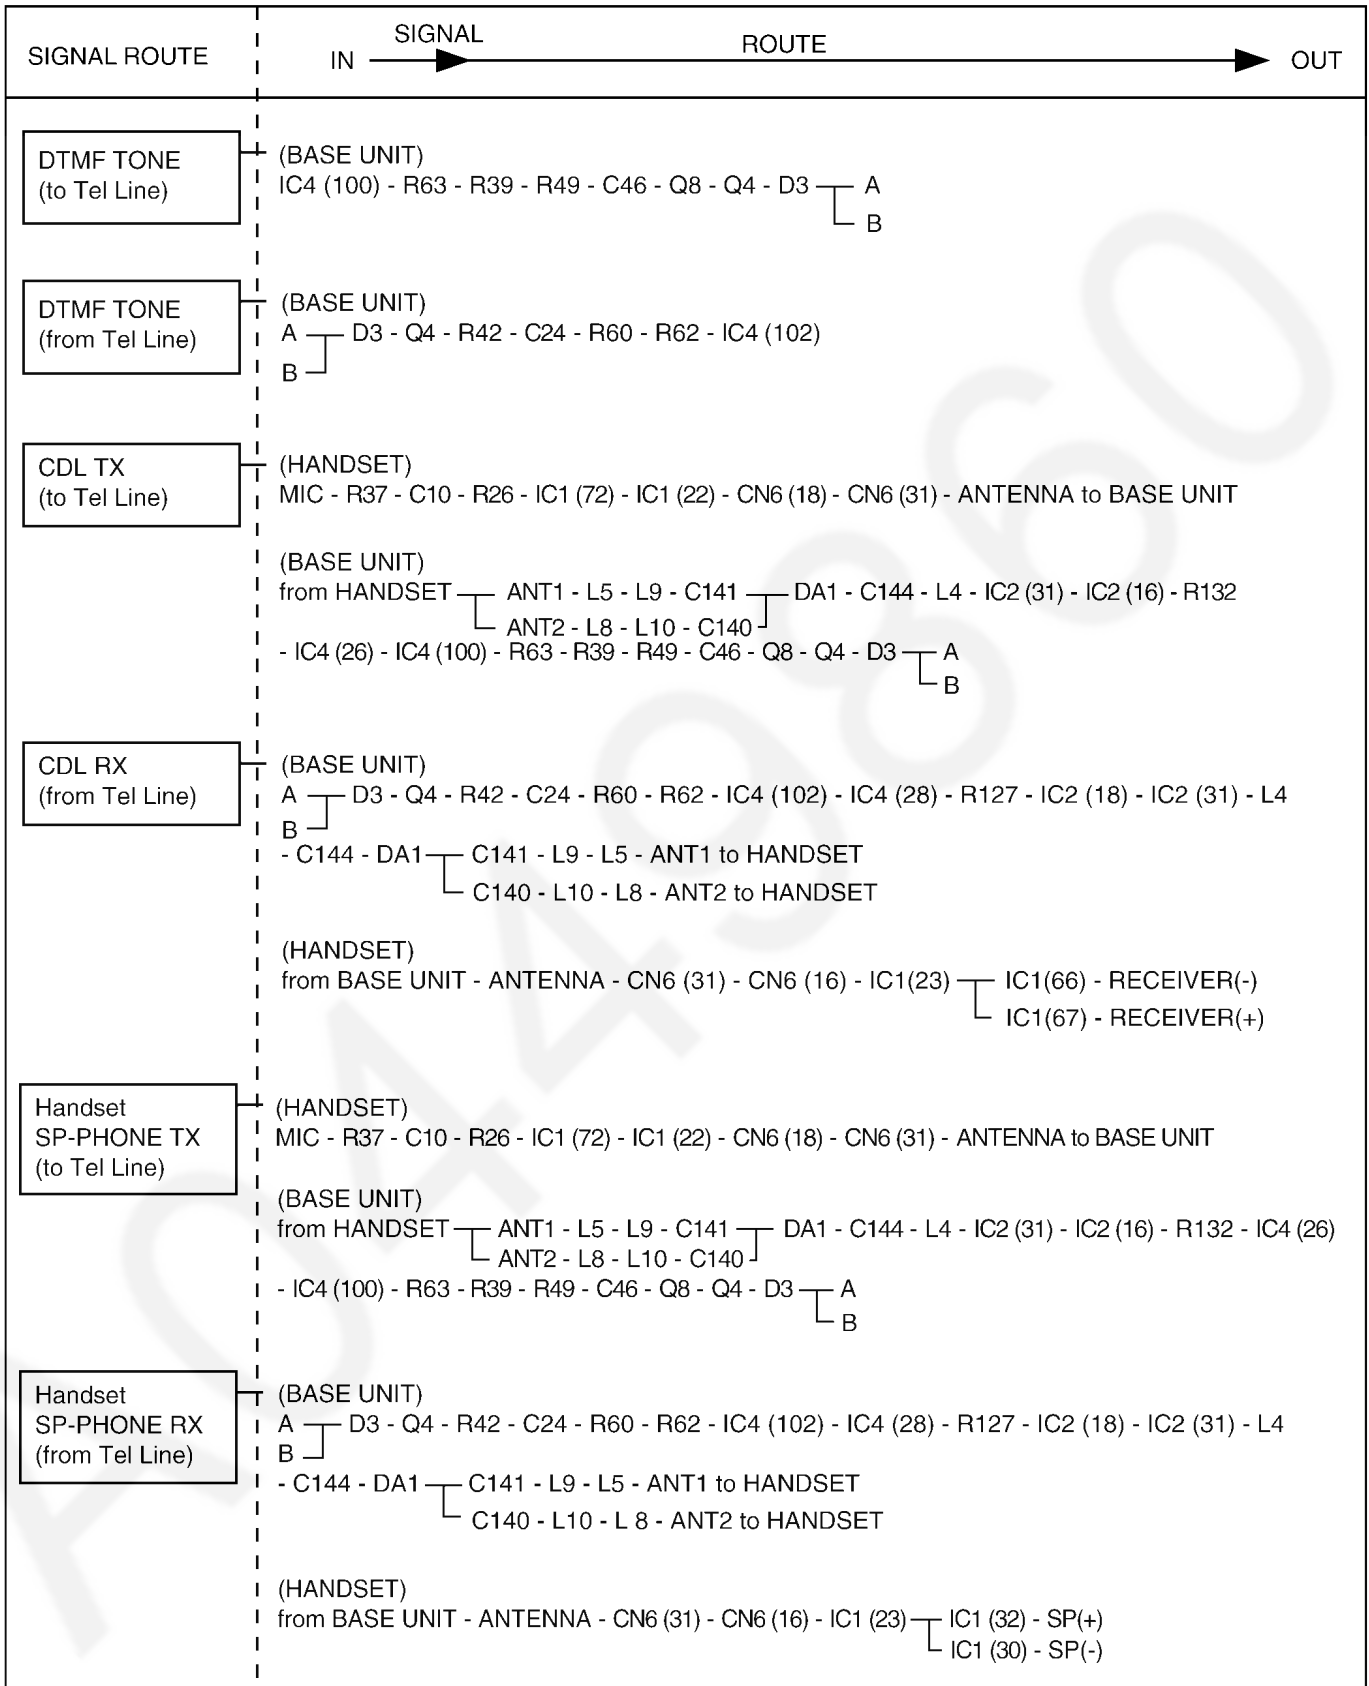 SIGNAL ROUTE
IN SIGNAL ROUTE OUT
DTMF TONE
(to Tel Line)
(BASE UNIT)
IC4 (100) - R63 - R39 - R49 - C46 - Q8 - Q4 - D3 A
B
DTMF TONE
(from Tel Line)
(BASE UNIT)
A D3 - Q4 - R42 - C24 - R60 - R62 - IC4 (102)
B
CDL TX
(to Tel Line)
(HANDSET)
MIC - R37 - C10 - R26 - IC1 (72) - IC1 (22) - CN6 (18) - CN6 (31) - ANTENNA to BASE UNIT
(BASE UNIT)
from HANDSET ANT1 - L5 - L9 - C141 DA1 - C144 - L4 - IC2 (31) - IC2 (16) - R132
ANT2 - L8 - L10 - C140
- IC4 (26) - IC4 (100) - R63 - R39 - R49 - C46 - Q8 - Q4 - D3 A
B
CDL RX
(from Tel Line)
(BASE UNIT)
A D3 - Q4 - R42 - C24 - R60 - R62 - IC4 (102) - IC4 (28) - R127 - IC2 (18) - IC2 (31) - L4
B
- C144 - DA1 C141 - L9 - L5 - ANT1 to HANDSET
C140 - L10 - L8 - ANT2 to HANDSET
(HANDSET)
from BASE UNIT - ANTENNA - CN6 (31) - CN6 (16) - IC1(23) IC1(66) - RECEIVER(-)
IC1(67) - RECEIVER(+)
Handset
SP-PHONE TX
(to Tel Line)
(HANDSET)
MIC - R37 - C10 - R26 - IC1 (72) - IC1 (22) - CN6 (18) - CN6 (31) - ANTENNA to BASE UNIT
(BASE UNIT)
from HANDSET ANT1 - L5 - L9 - C141 DA1 - C144 - L4 - IC2 (31) - IC2 (16) - R132 - IC4 (26)
ANT2 - L8 - L10 - C140
- IC4 (100) - R63 - R39 - R49 - C46 - Q8 - Q4 - D3 A
B
Handset
SP-PHONE RX
(from Tel Line)
(BASE UNIT)
A D3 - Q4 - R42 - C24 - R60 - R62 - IC4 (102) - IC4 (28) - R127 - IC2 (18) - IC2 (31) - L4
B
- C144 - DA1 C141 - L9 - L5 - ANT1 to HANDSET
C140 - L10 - L 8 - ANT2 to HANDSET
(HANDSET)
from BASE UNIT - ANTENNA - CN6 (31) - CN6 (16) - IC1 (23) IC1 (32) - SP(+)
IC1 (30) - SP(-)
A0449860